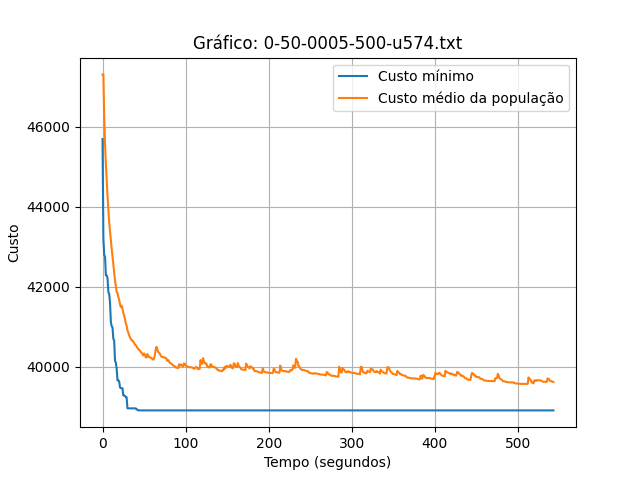 Gráfico: 0-50-0005-500-u574.txt
Custo mínimo
Custo médio da população
46000
44000
42000
40000
Custo
0
100
200
300
400
500
Tempo (segundos)